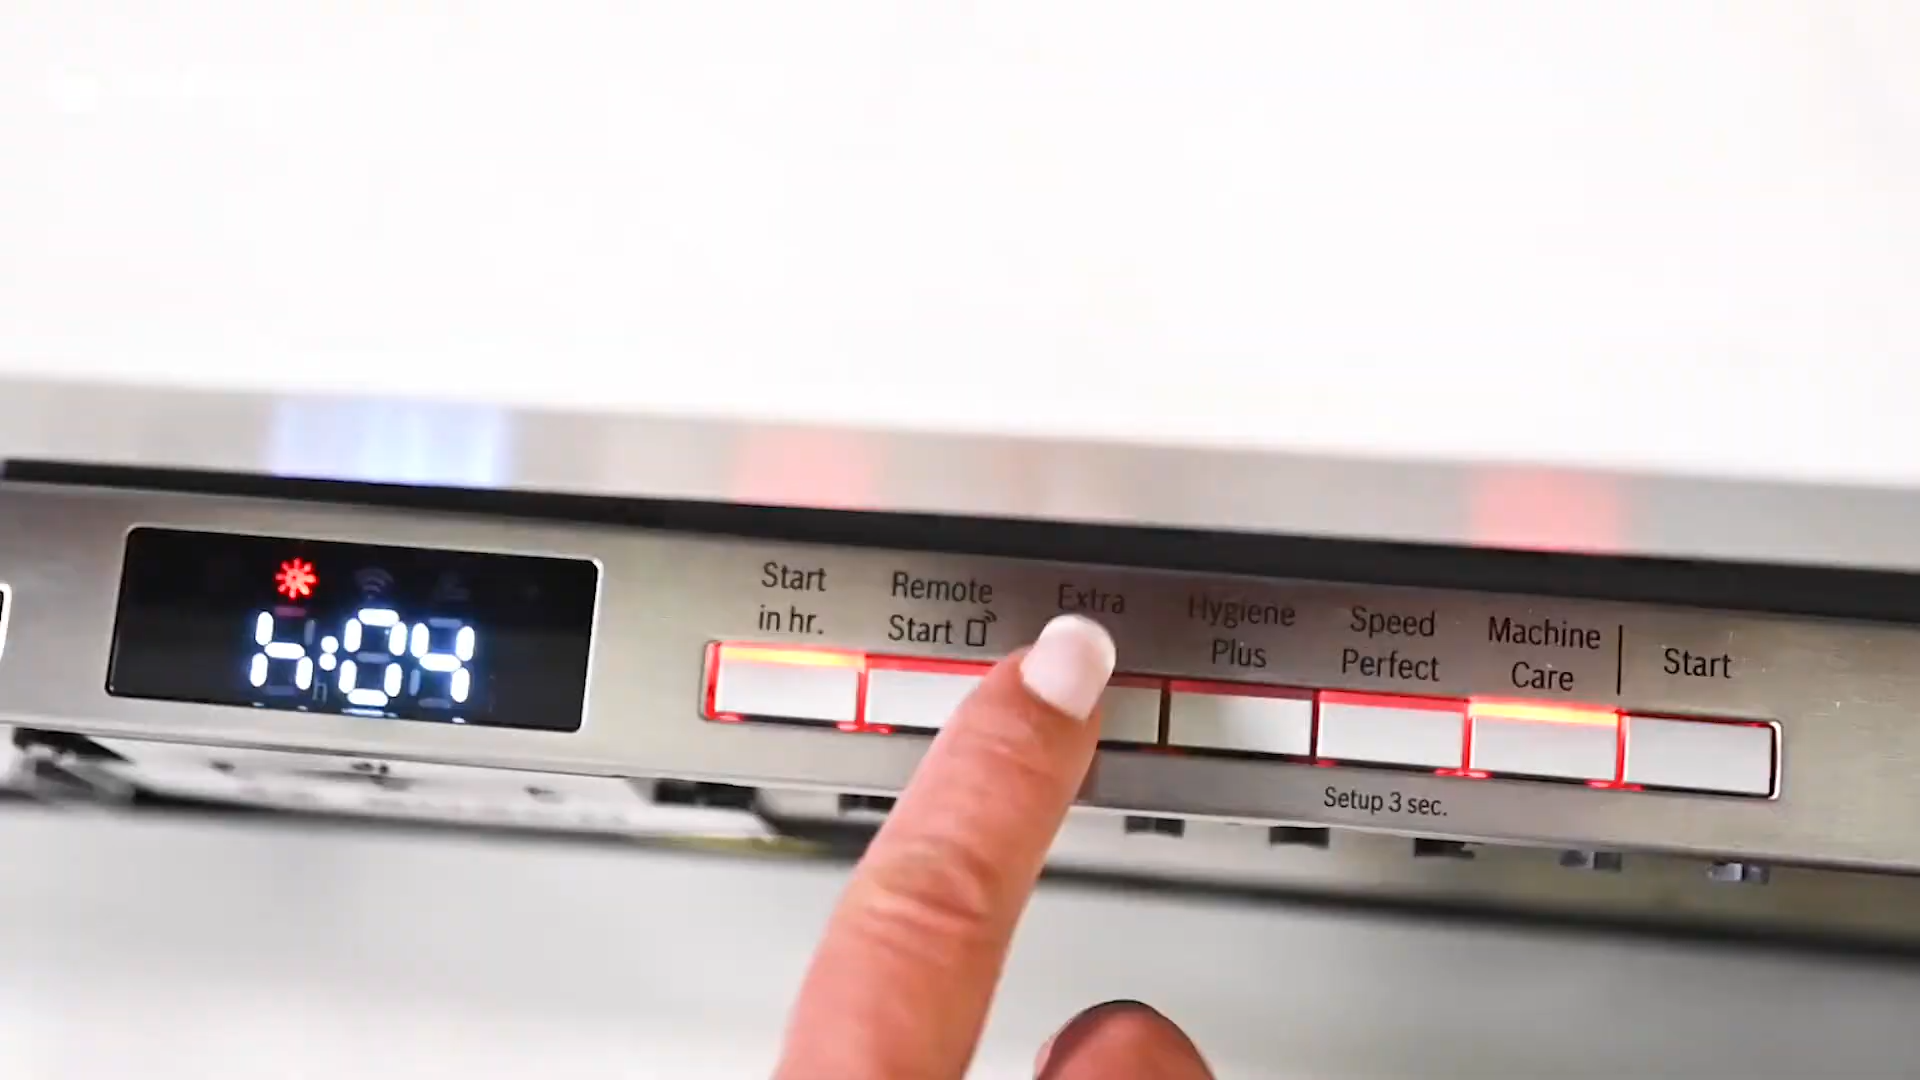 h:04
h
Start
in hr.
Remote
Start
Extra
Hygiene
Plus
Speed
Perfect
Machine
Care
Start
Setup 3 sec.